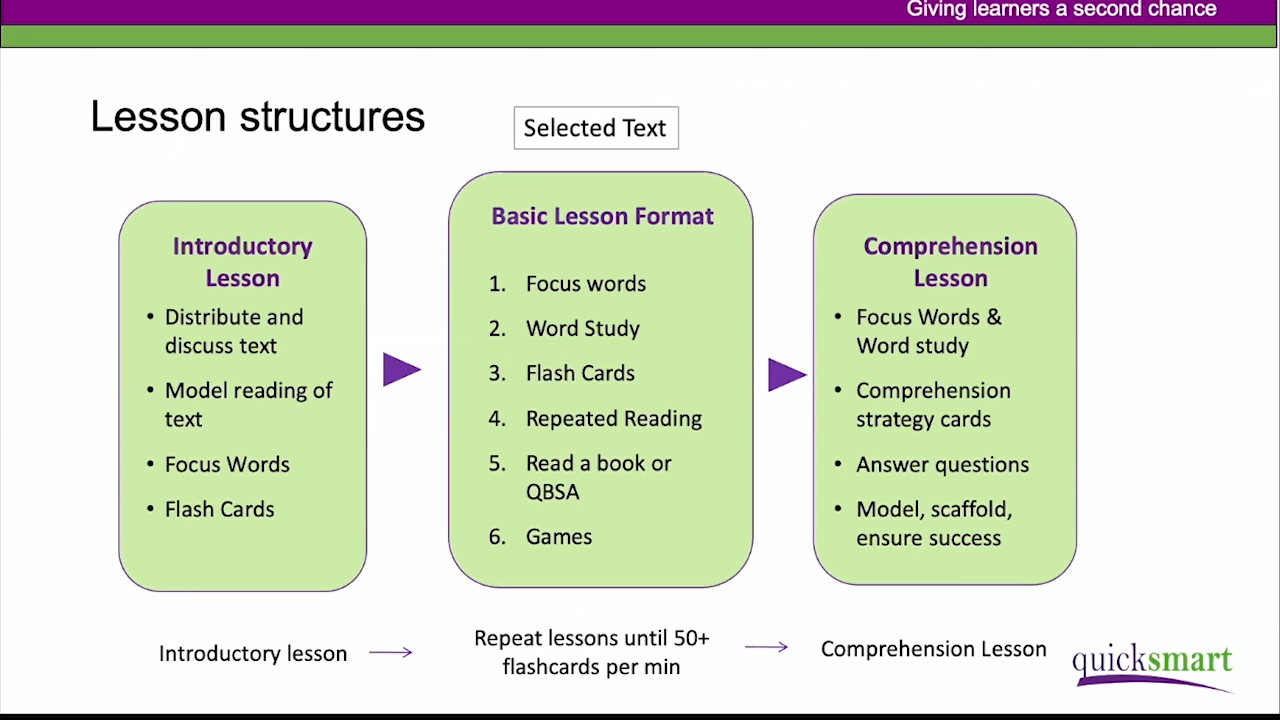 Giving learners a second chance
Lesson structures
Selected Text
Introductory
Lesson
• Distribute and
discuss text
• Model reading of
text
• Focus Words
• Flash Cards
Basic Lesson Format
1. Focus words
2. Word Study
3. Flash Cards
4. Repeated Reading
5. Read a book or
QBSA
6. Games
Comprehension
Lesson
• Focus Words &
Word study
• Comprehension
strategy cards
• Answer questions
• Model, scaffold,
ensure success
Introductory lesson
Repeat lessons until 50+
flashcards per min
Comprehension Lesson
quicksmart